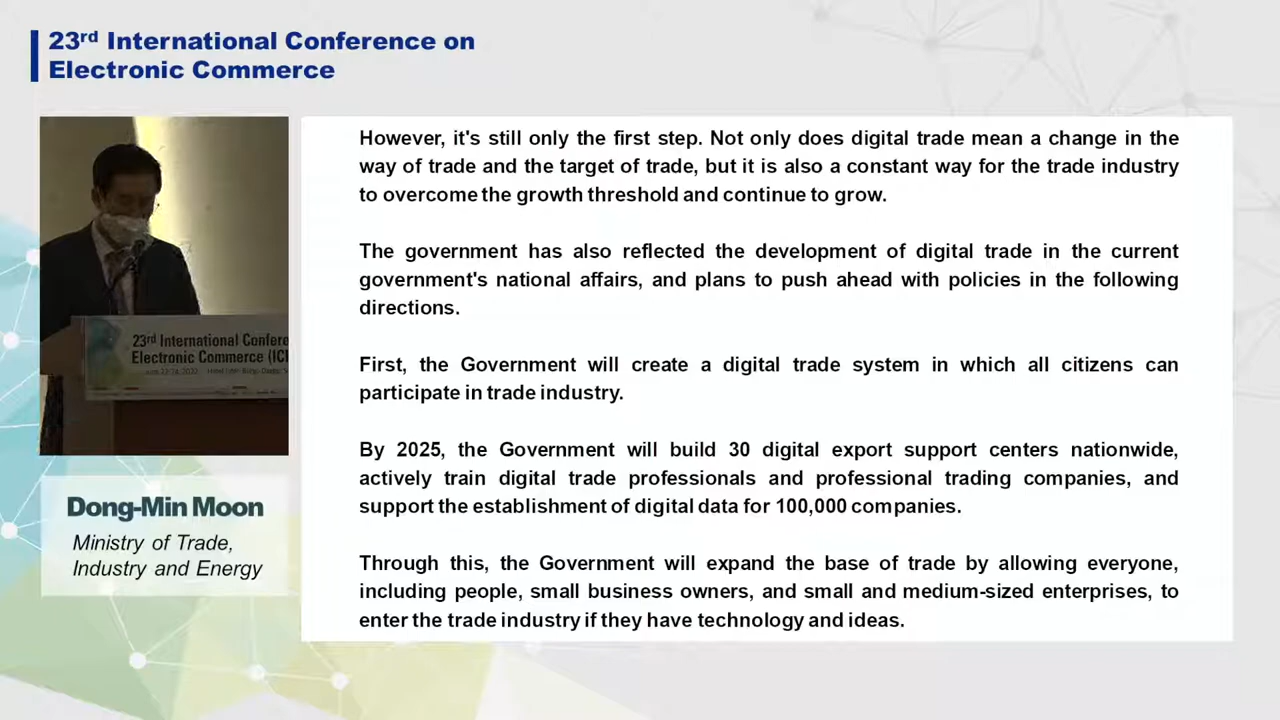 23rd International Conference on
Electronic Commerce
However, it's still only the first step. Not only does digital trade mean a change in the
way of trade and the target of trade, but it is also a constant way for the trade industry
to overcome the growth threshold and continue to grow.
The government has also reflected the development of digital trade in the current
government's national affairs, and plans to push ahead with policies in the following
directions.
First, the Government will create a digital trade system in which all citizens can
participate in trade industry.
By 2025, the Government will build 30 digital export support centers nationwide,
actively train digital trade professionals and professional trading companies, and
support the establishment of digital data for 100,000 companies.
Through this, the Government will expand the base of trade by allowing everyone,
including people, small business owners, and small and medium-sized enterprises, to
enter the trade industry if they have technology and ideas.
23rd International Confere
Electronic Commerce (IC
Dong-Min Moon
Ministry of Trade,
Industry and Energy